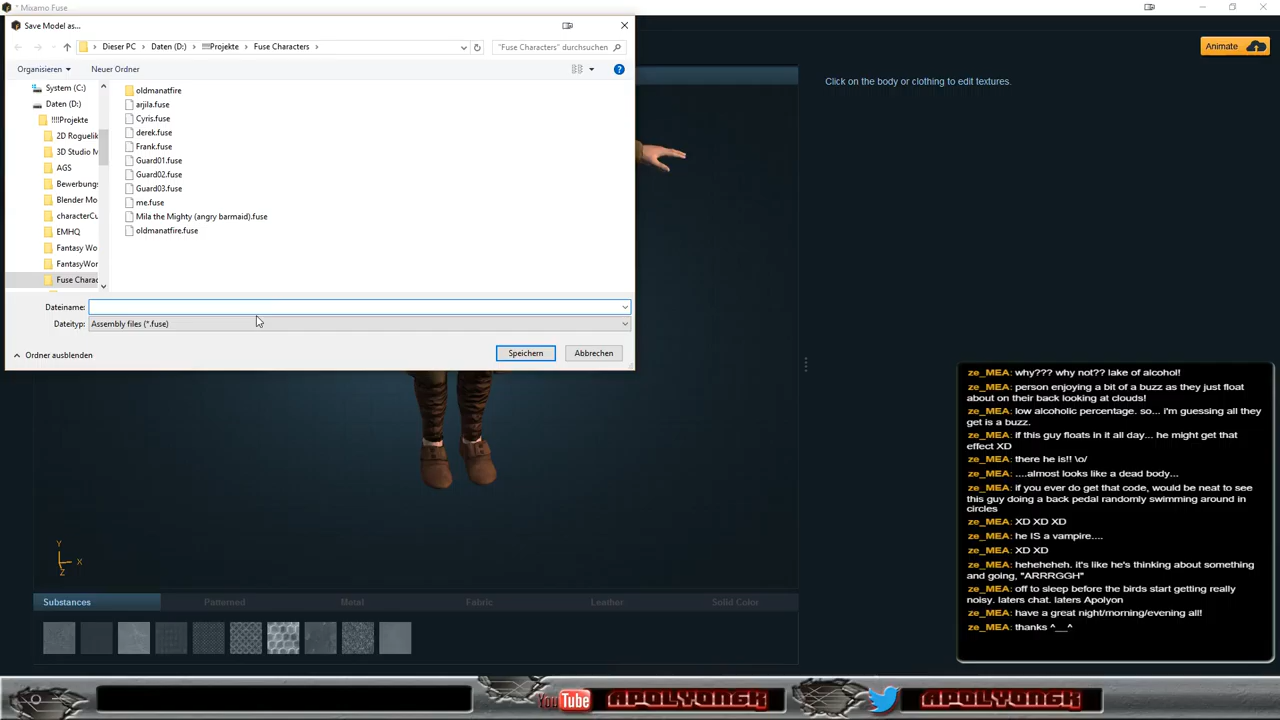 * Mixamo Fuse
Save Model as...
Dieser PC
Daten (D:)
!!!!Projekte
Fuse Characters
"Fuse Characters" durchsuchen
Organisieren
Neuer Ordner
System (C:)
Daten (D:)
!!!!Projekte
2D Roguelik
3D Studio M
AGS
Bewerbungs
Blender Mo
characterCu
EMHQ
Fantasy Wo
FantasyWor
Fuse Charac
oldmanatfire
arjila.fuse
Cyris.fuse
derek.fuse
Frank.fuse
Guard01.fuse
Guard02.fuse
Guard03.fuse
me.fuse
Mila the Mighty (angry barmaid).fuse
oldmanatfire.fuse
Dateiname:
Dateityp:
Assembly files (*.fuse)
Ordner ausblenden
Speichern
Abbrechen
Animate
Click on the body or clothing to edit textures.
Y
X
Z
Substances
Patterned
Metal
Fabric
Leather
Solid Color
ze_MEA: why??? why not?? lake of alcohol!
ze_MEA: person enjoying a bit of a buzz as they just float
about on their back looking at clouds!
ze_MEA: low alcoholic percentage. so... i'm guessing all they
get is a buzz.
ze_MEA: if this guy floats in it all day... he might get that
effect XD
ze_MEA: there he is!! \o/
ze_MEA: ....almost looks like a dead body...
ze_MEA: if you ever do get that code, would be neat to see
this guy doing a back pedal randomly swimming around in
circles
ze_MEA: XD XD XD
ze_MEA: he IS a vampire....
ze_MEA: XD XD
ze_MEA: heheheheh. it's like he's thinking about something
and going, "ARRRGGH"
ze_MEA: off to sleep before the birds start getting really
noisy. laters chat. laters Apolyon
ze_MEA: have a great night/morning/evening all!
ze_MEA: thanks ^__^
YouTube
APOLYONGK
APOLYONGK